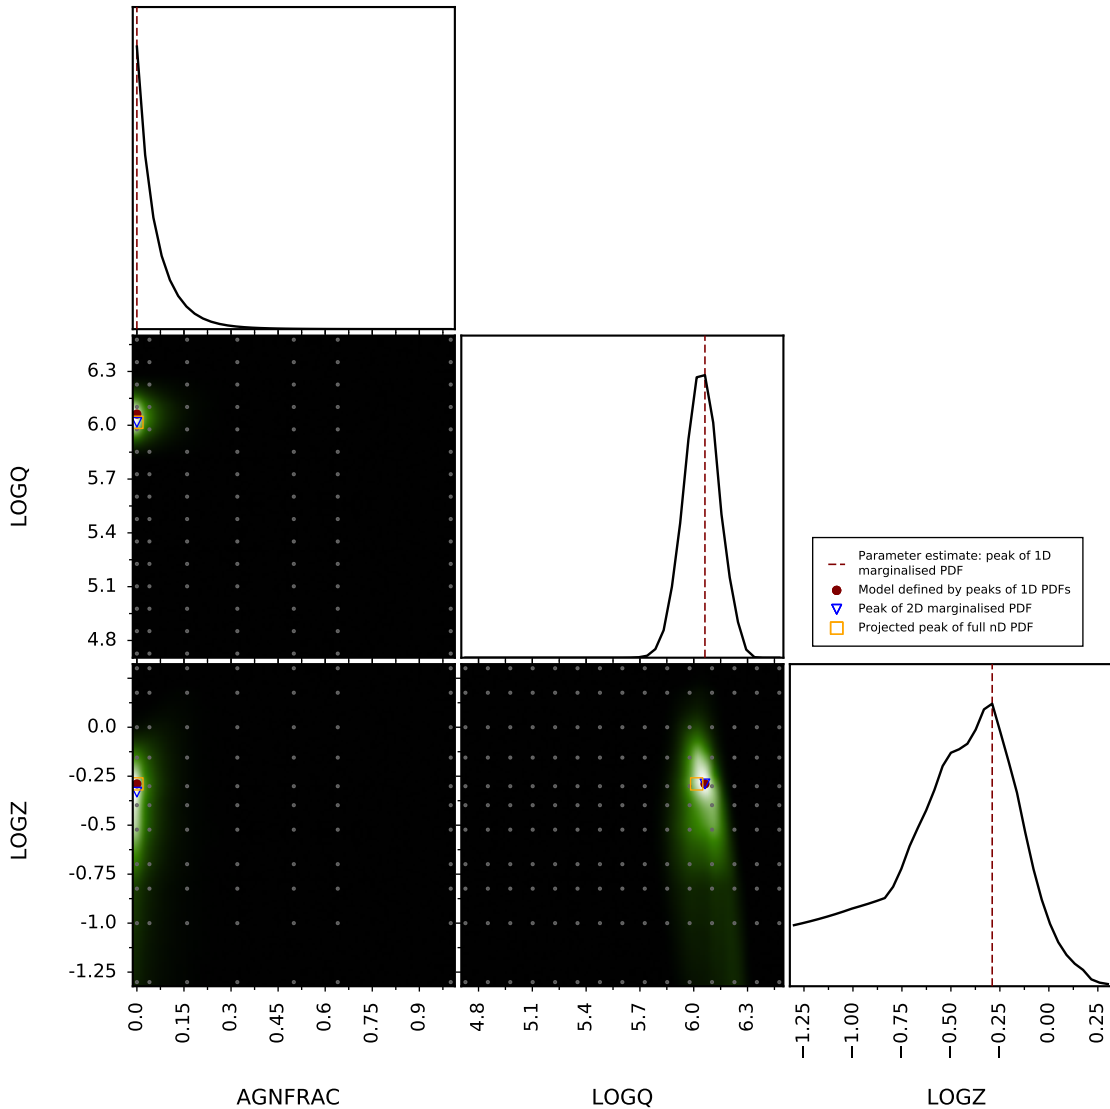 6.3
6.0
5.7
5.4
5.1
4.8
LOGQ
Parameter estimate: peak of 1D
marginalised PDF
Model defined by peaks of 1D PDFs
Peak of 2D marginalised PDF
Projected peak of full nD PDF
0.0
-0.25
-0.5
-0.75
-1.0
-1.25
LOGZ
0.0 0.15 0.3 0.45 0.6 0.75 0.9
4.8 5.1 5.4 5.7 6.0 6.3
−1.25 −1.00 −0.75 −0.50 −0.25 0.00 0.25
AGNFRAC LOGQ LOGZ